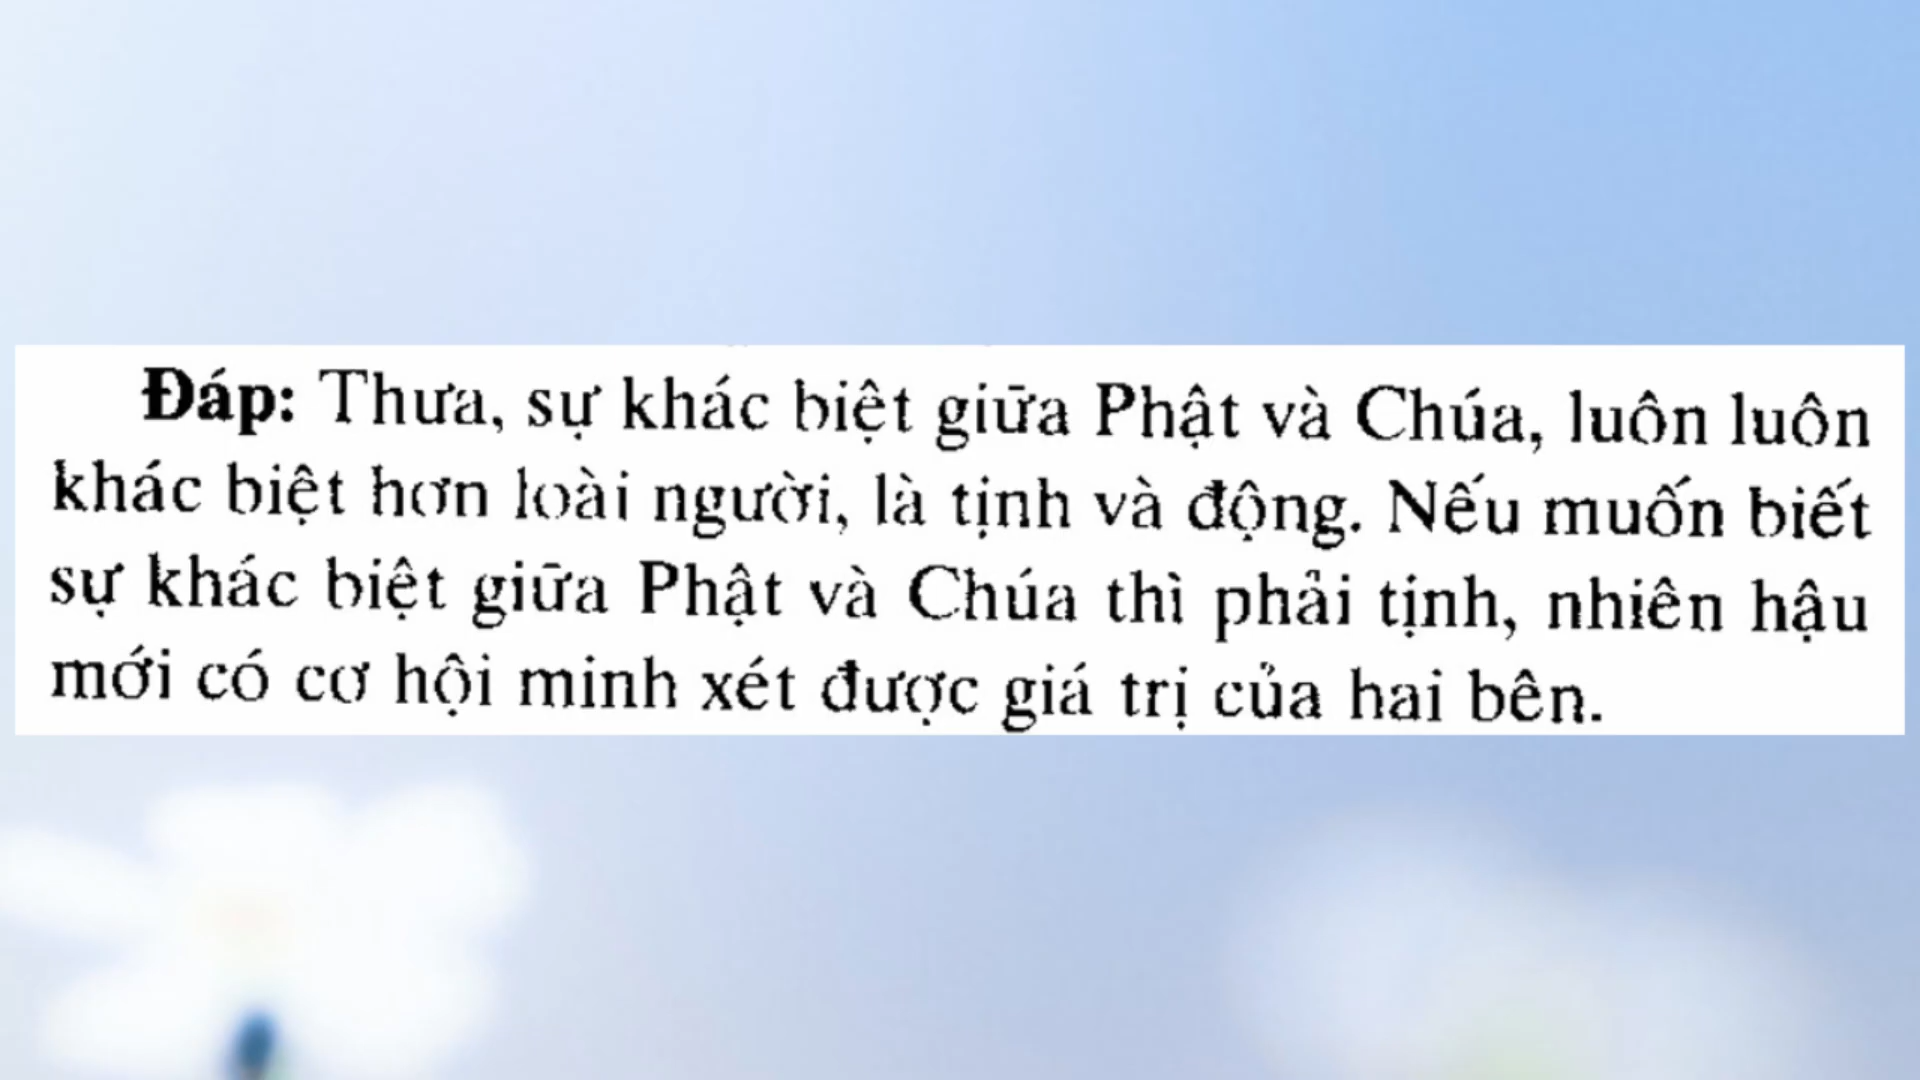 Đáp: Thưa, sự khác biệt giữa Phật và Chúa, luôn luôn
khác biệt hơn loài người, là tịnh và động. Nếu muốn biết
sự khác biệt giữa Phật và Chúa thì phải tịnh, nhiên hậu
mới có cơ hội minh xét được giá trị của hai bên.